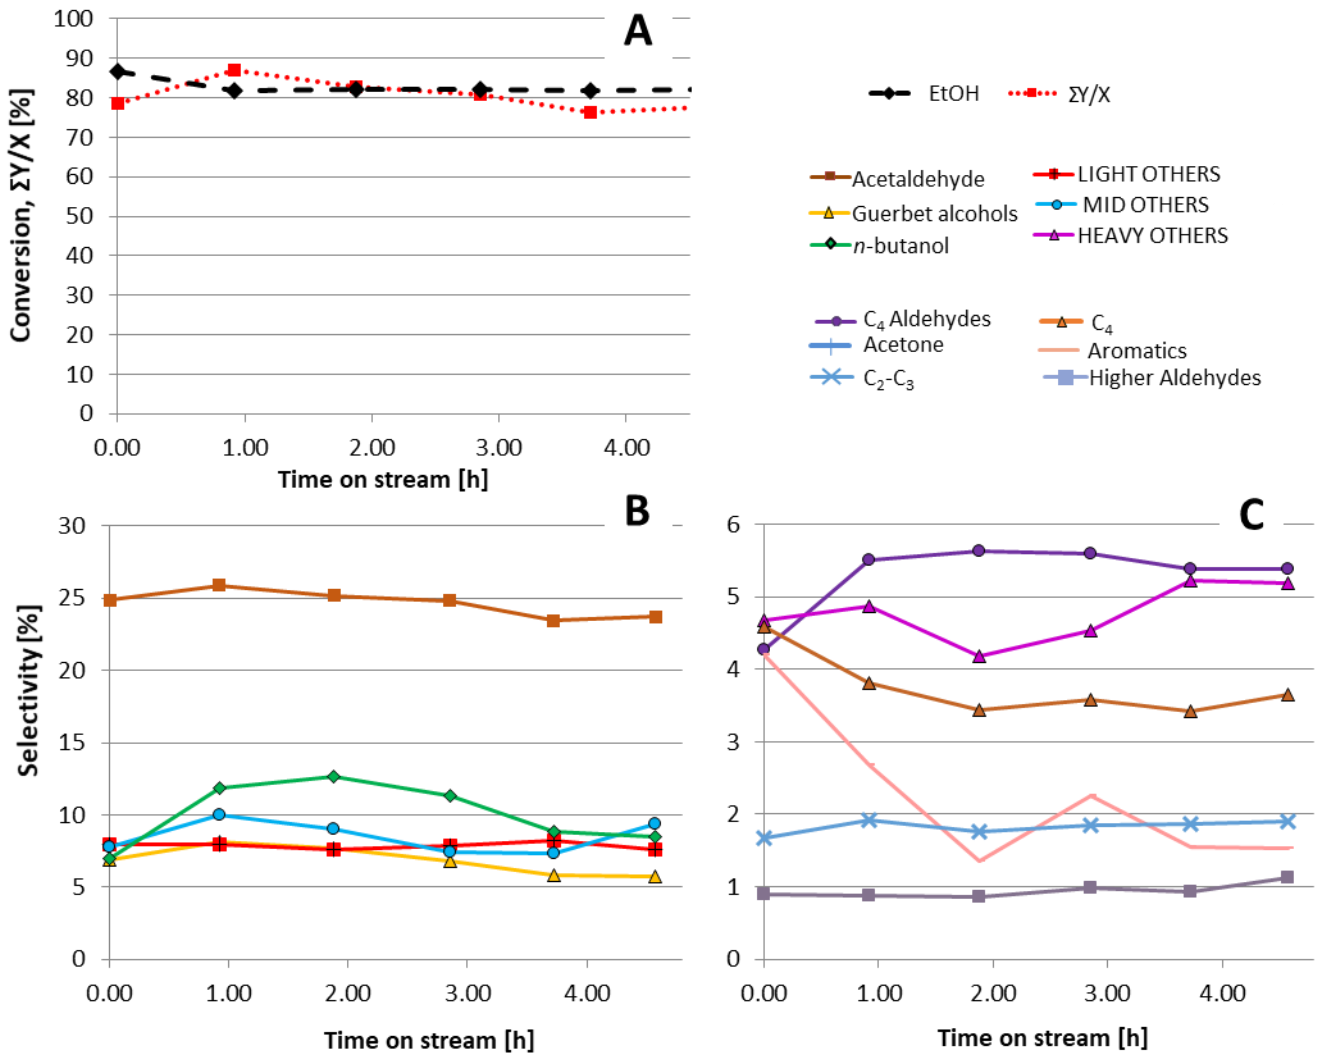 A
100
90
80
70
60
50
40
30
20
10
0
Conversion, ΣY/X [%]
0.00 1.00 2.00 3.00 4.00
Time on stream [h]
EtOH ΣY/X
Acetaldehyde LIGHT OTHERS
Guerbet alcohols MID OTHERS
n-butanol HEAVY OTHERS
C4 Aldehydes C4
Acetone Aromatics
C2-C3 Higher Aldehydes
B
30
25
20
15
10
5
0
Selectivity [%]
0.00 1.00 2.00 3.00 4.00
Time on stream [h]
C
6
5
4
3
2
1
0
0.00 1.00 2.00 3.00 4.00
Time on stream [h]